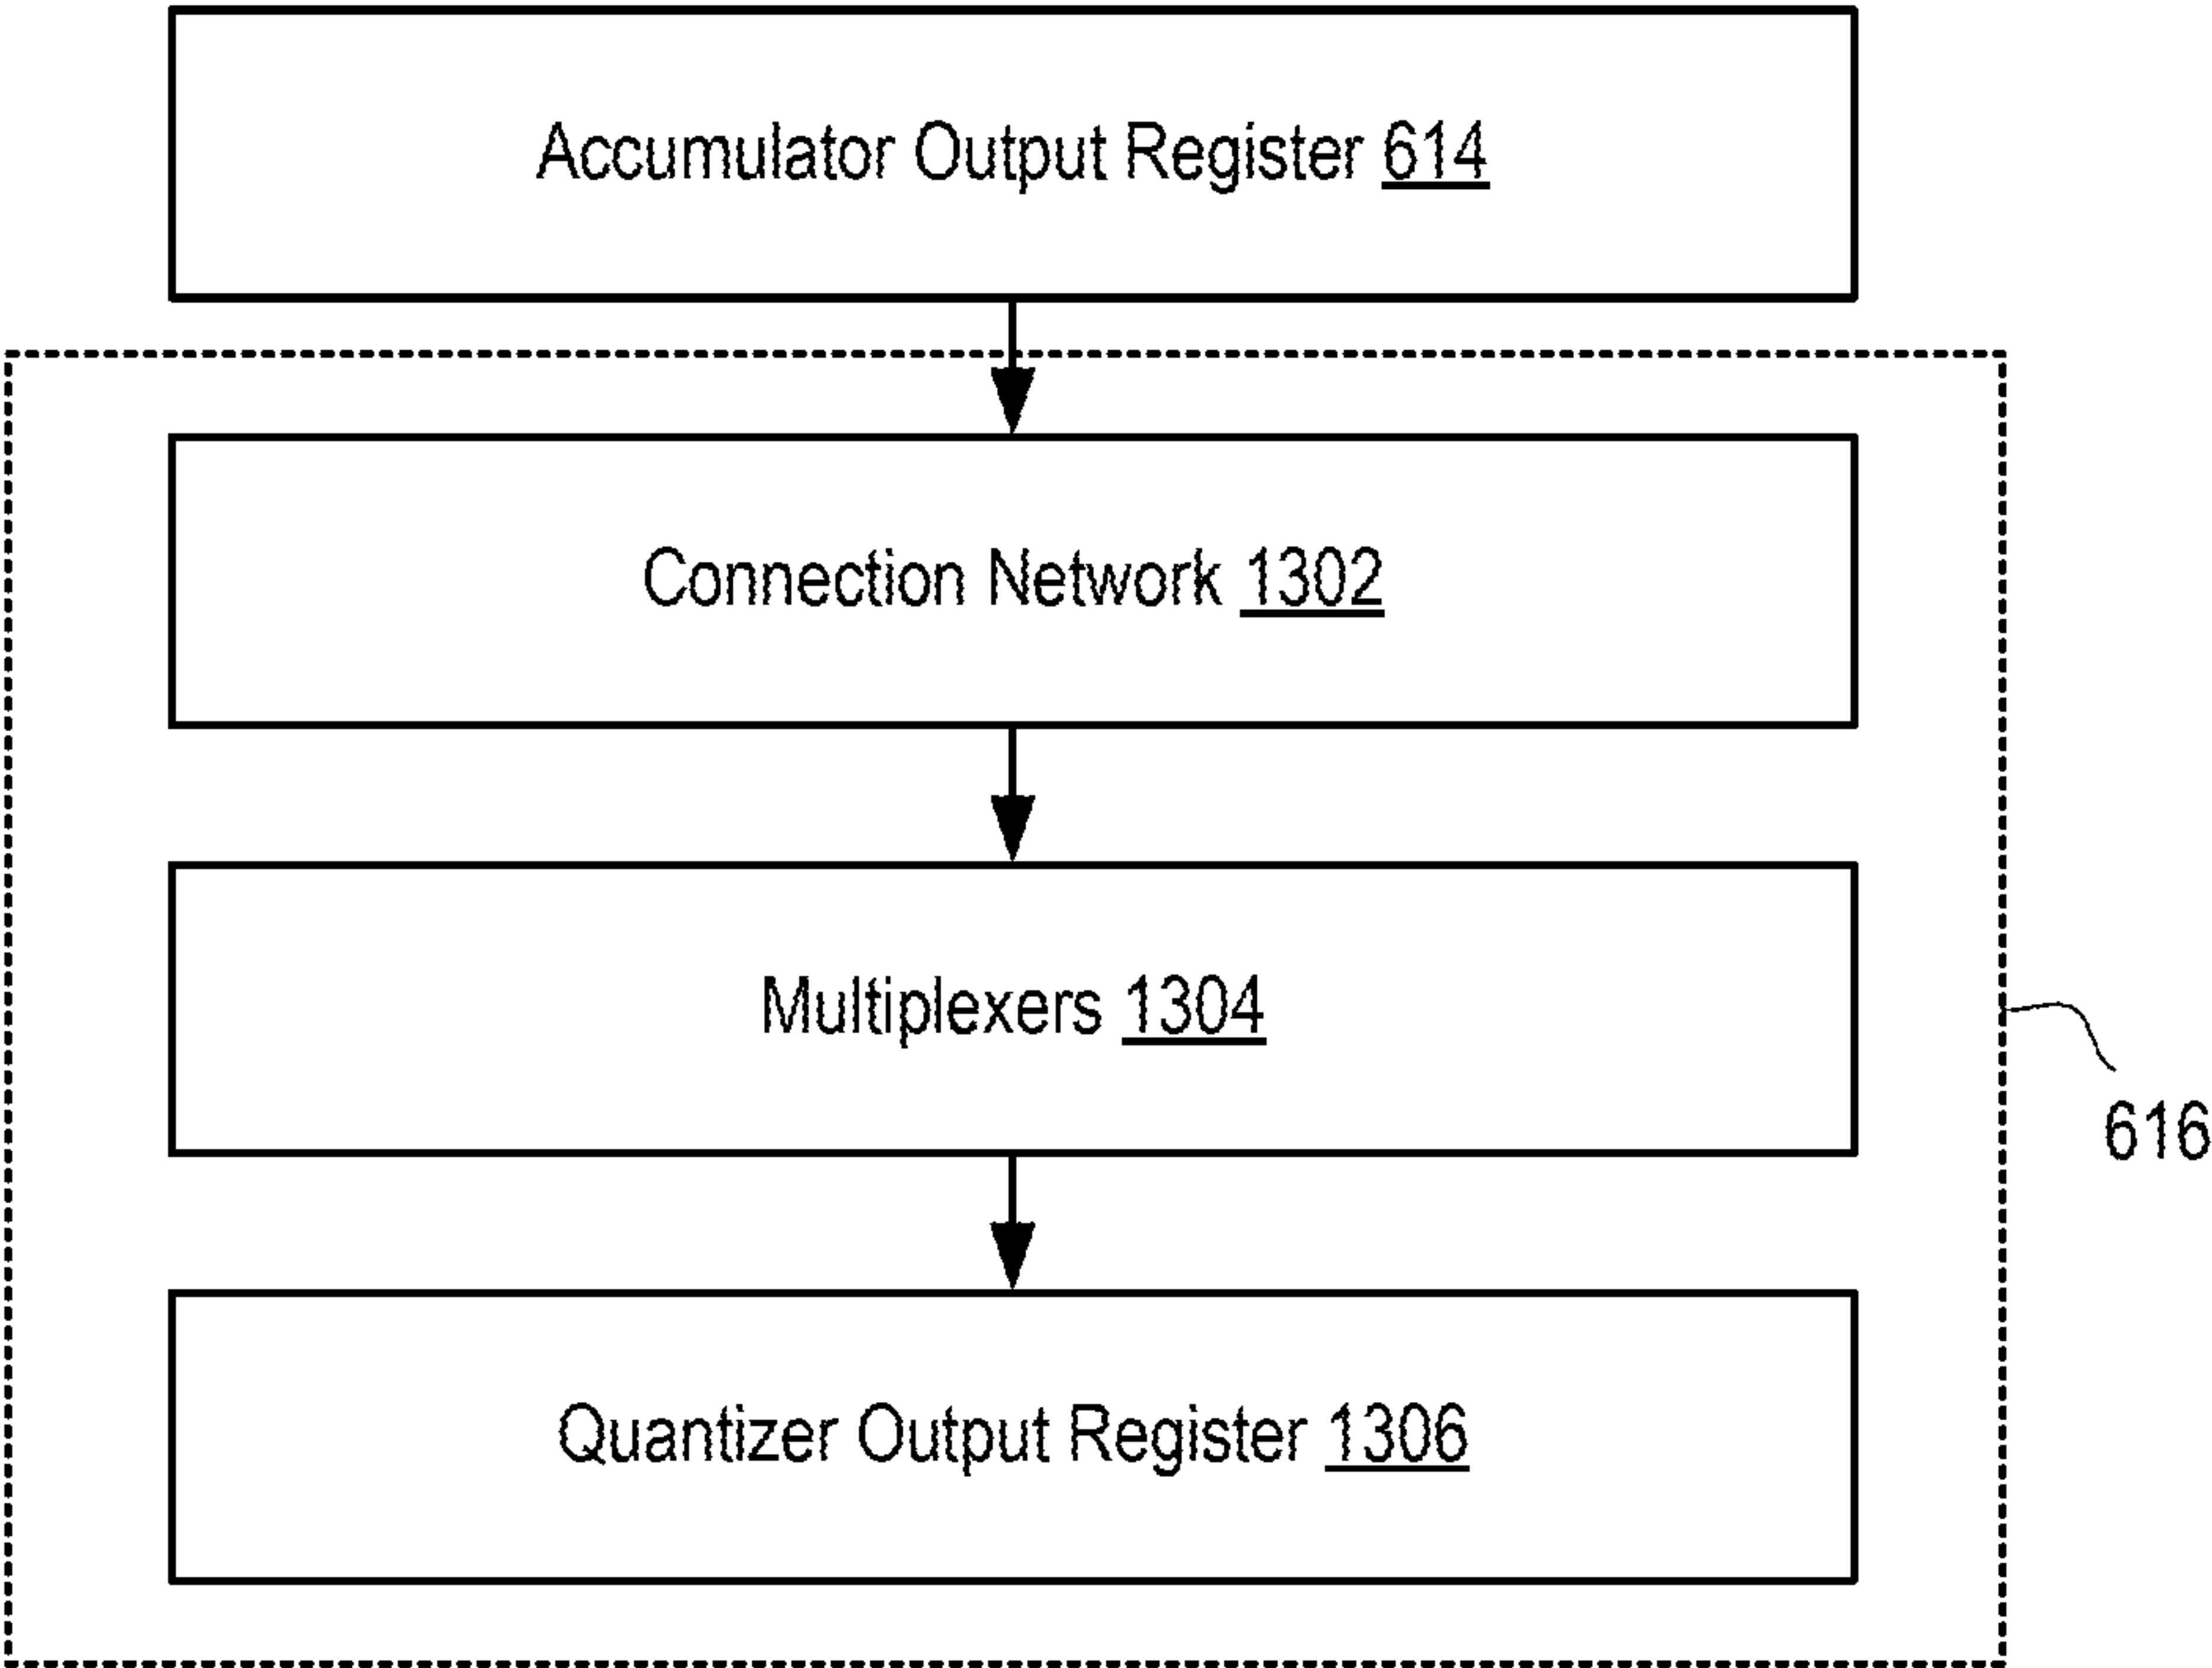 Accumulator Output Register 614
Connection Network 1302
Multiplexers 1304
616
Quantizer Output Register 1306